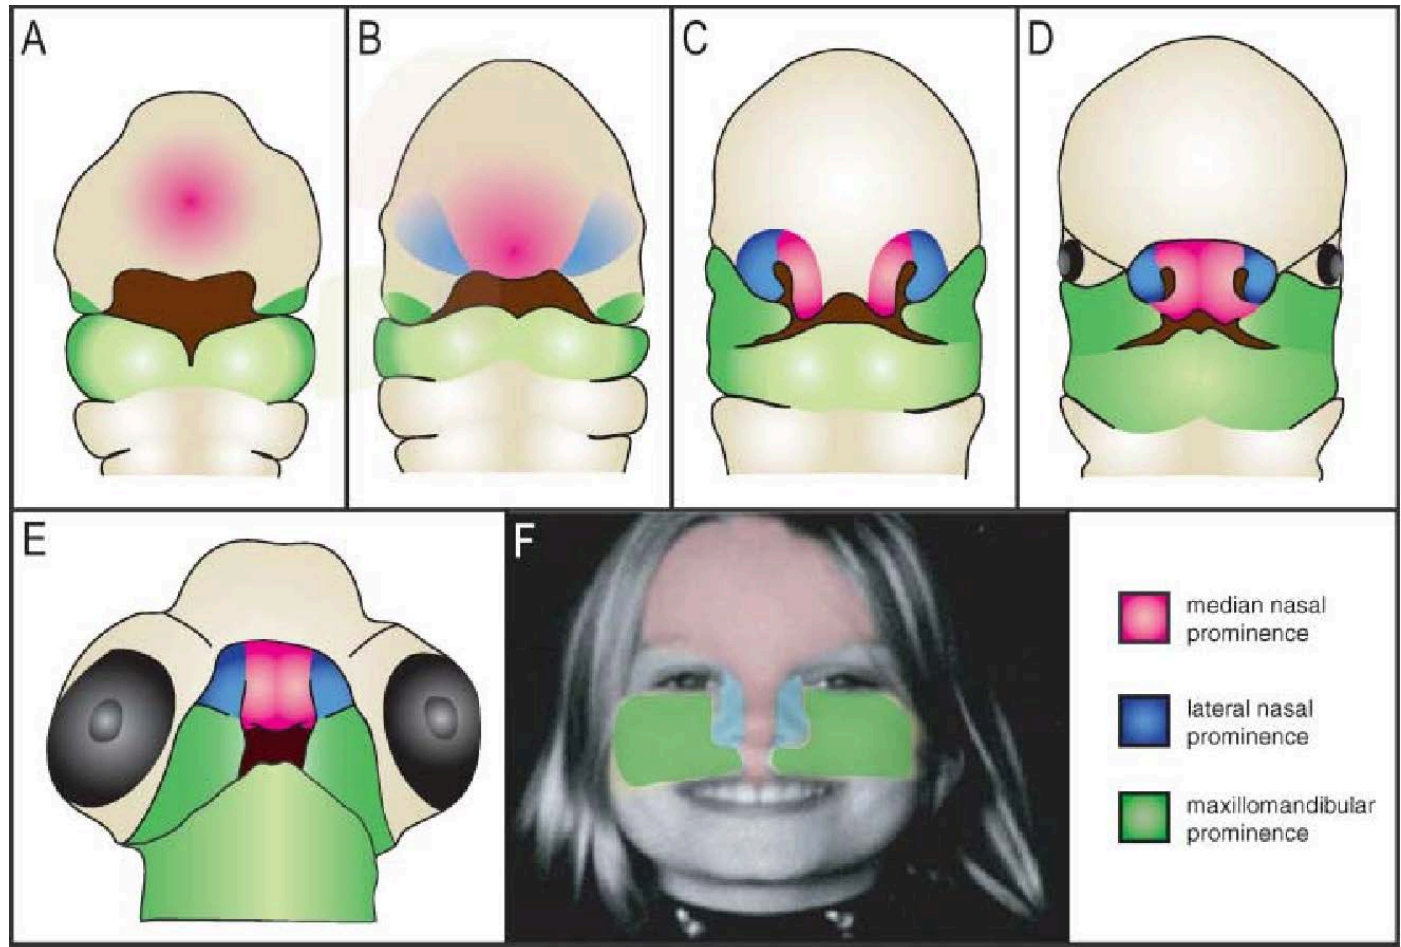 A
B
C
D
E
F
median nasal
prominence
lateral nasal
prominence
maxillomandibular
prominence